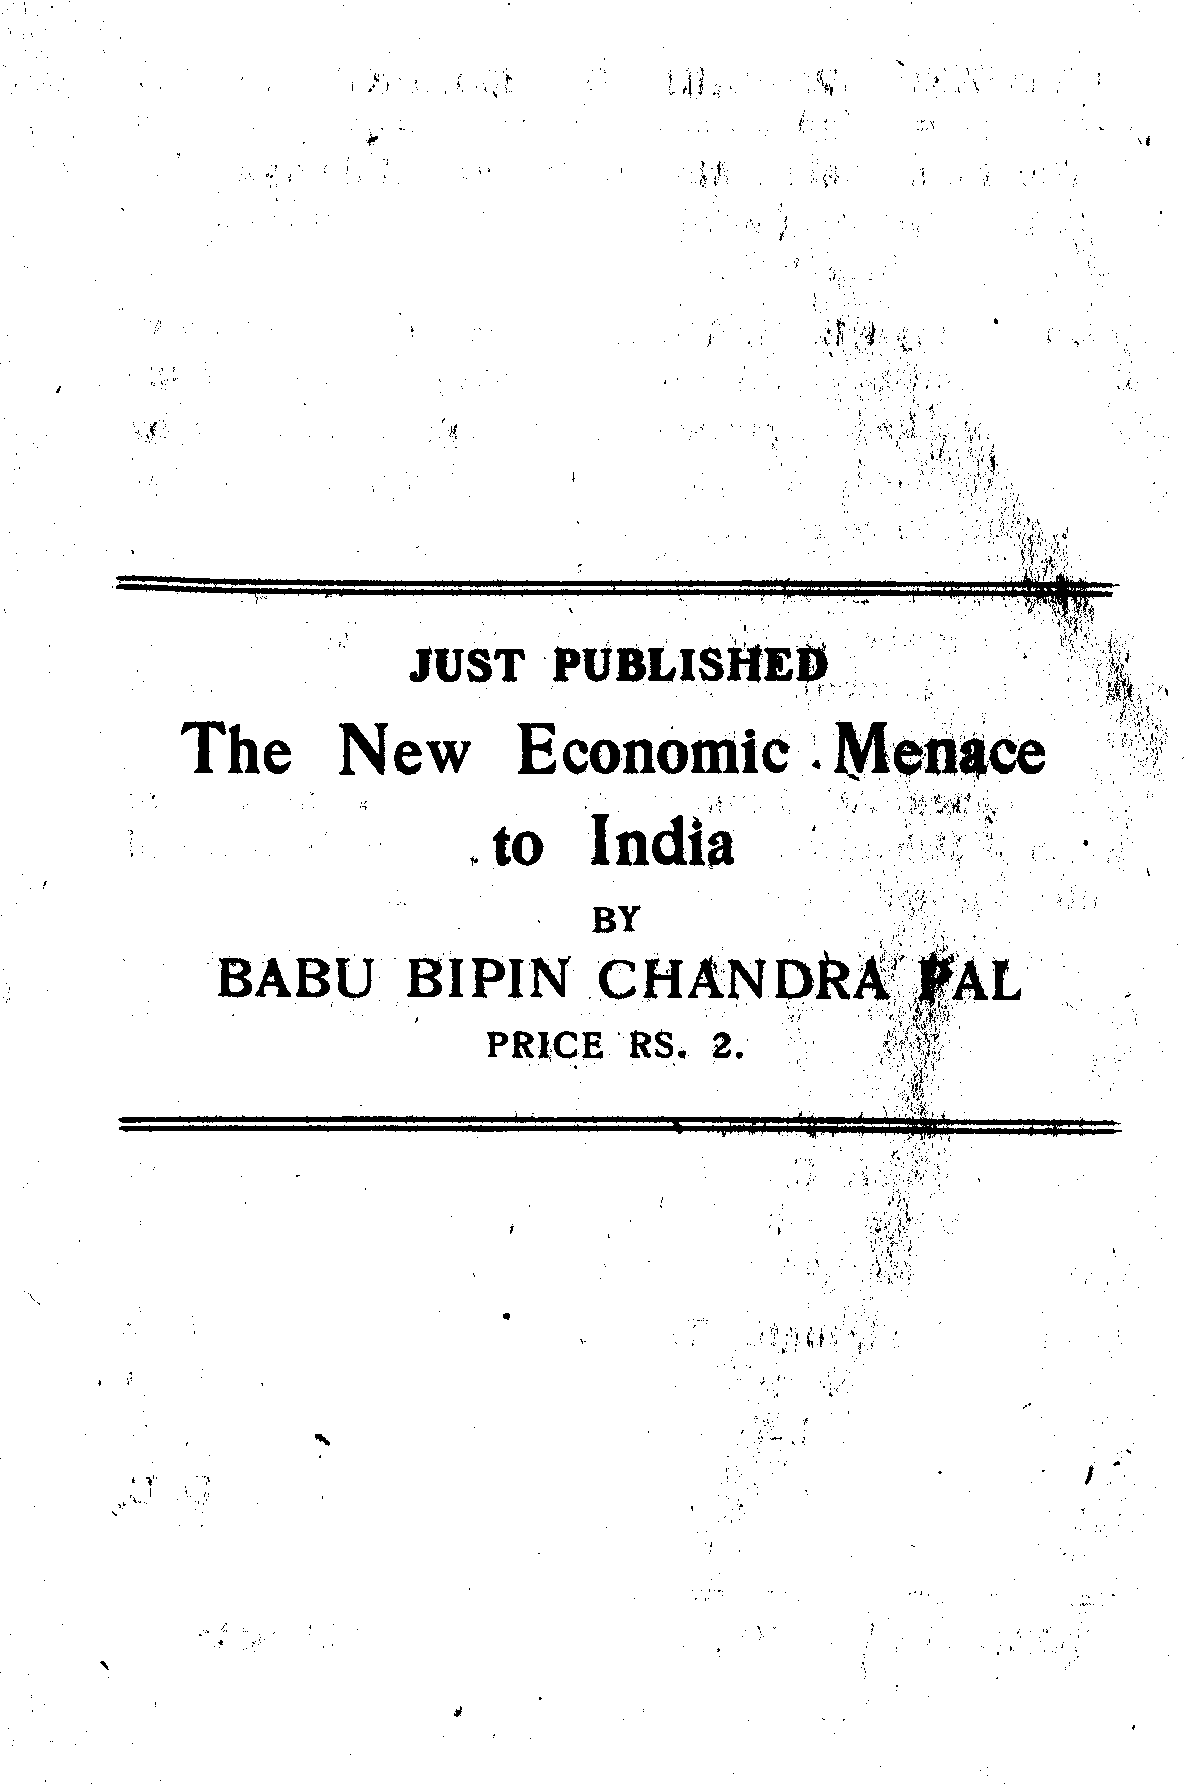 JUST PUBLISHED
The New Economic Menace
to India
BY
BABU BIPIN CHANDRA PAL
PRICE RS. 2.